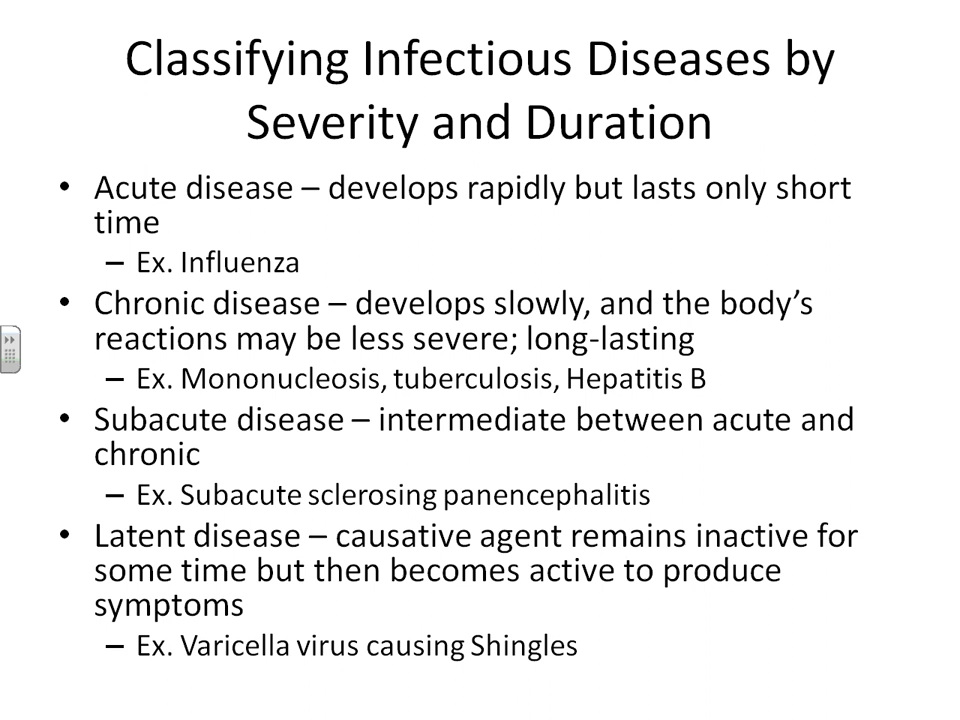 Classifying Infectious Diseases by
Severity and Duration
• Acute disease – develops rapidly but lasts only short
time
– Ex. Influenza
• Chronic disease – develops slowly, and the body’s
reactions may be less severe; long-lasting
– Ex. Mononucleosis, tuberculosis, Hepatitis B
• Subacute disease – intermediate between acute and
chronic
– Ex. Subacute sclerosing panencephalitis
• Latent disease – causative agent remains inactive for
some time but then becomes active to produce
symptoms
– Ex. Varicella virus causing Shingles